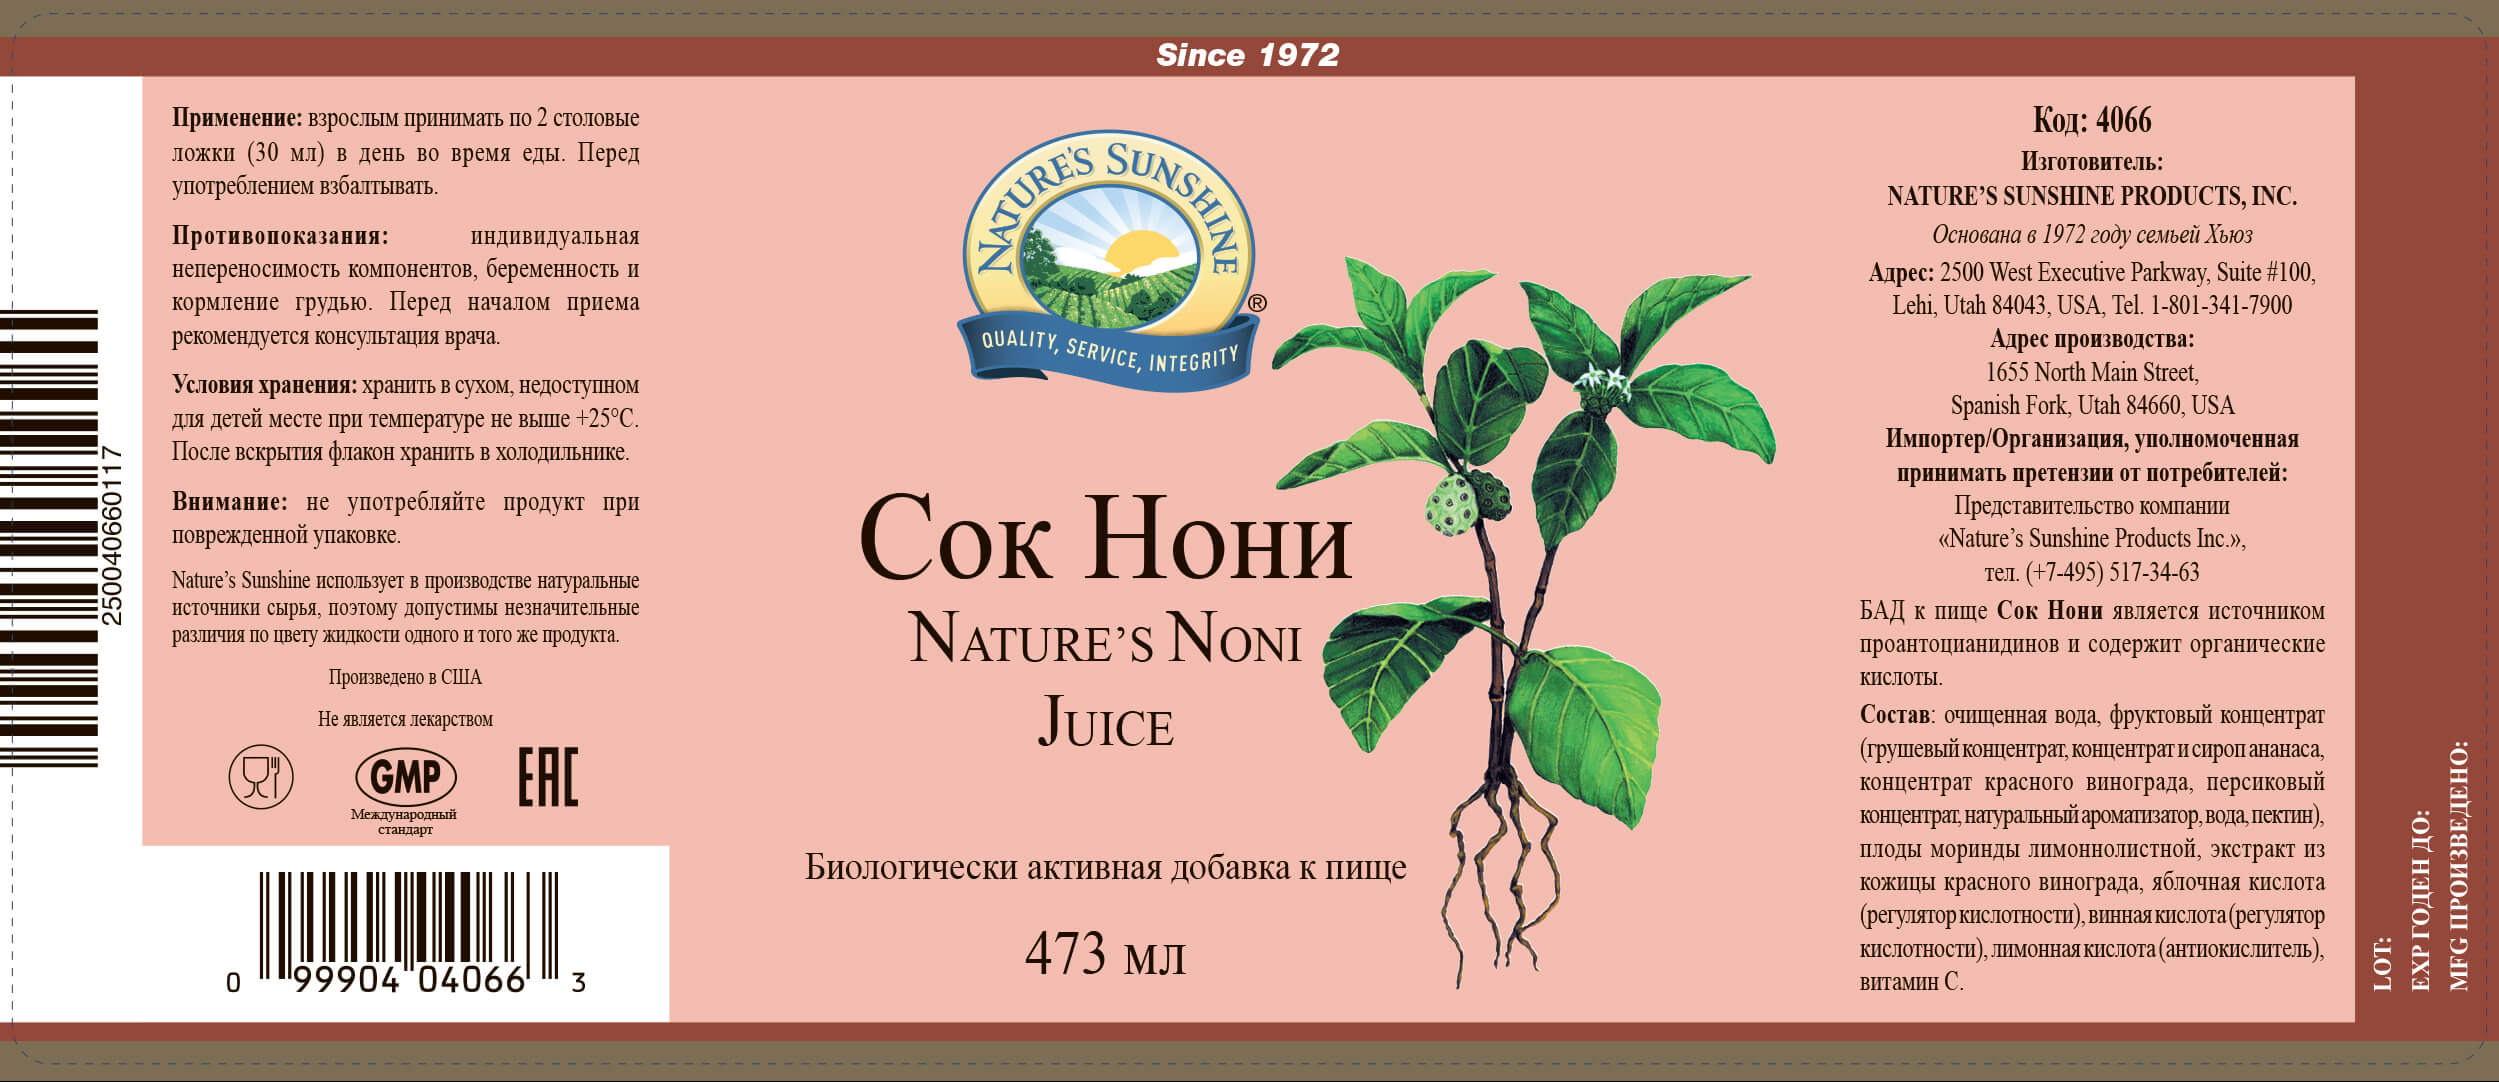 Since 1972
250040660117
Применение: взрослым принимать по 2 столовые
ложки (30 мл) в день во время еды. Перед
употреблением взбалтывать.
Противопоказания: индивидуальная
непереносимость компонентов, беременность и
кормление грудью. Перед началом приема
рекомендуется консультация врача.
Условия хранения: хранить в сухом, недоступном
для детей месте при температуре не выше +25°С.
После вскрытия флакон хранить в холодильнике.
Внимание: не употребляйте продукт при
поврежденной упаковке.
Nature’s Sunshine использует в производстве натуральные
источники сырья, поэтому допустимы незначительные
различия по цвету жидкости одного и того же продукта.
Произведено в США
Не является лекарством
GMP
Международный
стандарт
EAC
0 99904 04066 3
NATURE’S SUNSHINE
®
QUALITY, SERVICE, INTEGRITY
Сок Нони
NATURE’S NONI
JUICE
Биологически активная добавка к пище
473 мл
Код: 4066
Изготовитель:
NATURE’S SUNSHINE PRODUCTS, INC.
Основана в 1972 году семьей Хьюз
Адрес: 2500 West Executive Parkway, Suite #100,
Lehi, Utah 84043, USA, Tel. 1-801-341-7900
Адрес производства:
1655 North Main Street,
Spanish Fork, Utah 84660, USA
Импортер/Организация, уполномоченная
принимать претензии от потребителей:
Представительство компании
«Nature’s Sunshine Products Inc.»,
тел. (+7-495) 517-34-63
БАД к пище Сок Нони является источником
проантоцианидинов и содержит органические
кислоты.
Состав: очищенная вода, фруктовый концентрат
(грушевый концентрат, концентрат и сироп ананаса,
концентрат красного винограда, персиковый
концентрат, натуральный ароматизатор, вода, пектин),
плоды моринды лимоннолистной, экстракт из
кожицы красного винограда, яблочная кислота
(регулятор кислотности), винная кислота (регулятор
кислотности), лимонная кислота (антиокислитель),
витамин С.
LOT:
EXP ГОДЕН ДО:
MFG ПРОИЗВЕДЕНО: